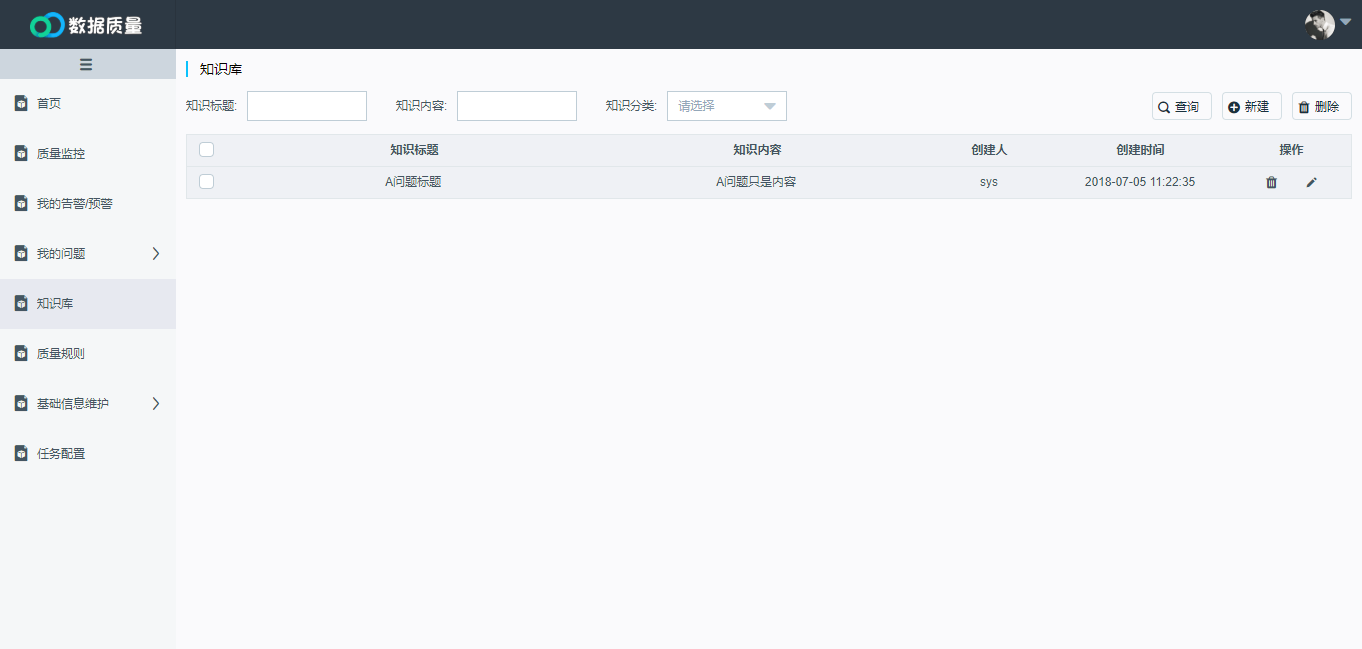 数据质量
知识库
知识标题: 知识内容: 知识分类: 请选择 查询 新建 删除
知识标题 知识内容 创建人 创建时间 操作
A问题标题 A问题只是内容 sys 2018-07-05 11:22:35
首页
质量监控
我的告警/预警
我的问题
知识库
质量规则
基础信息维护
任务配置